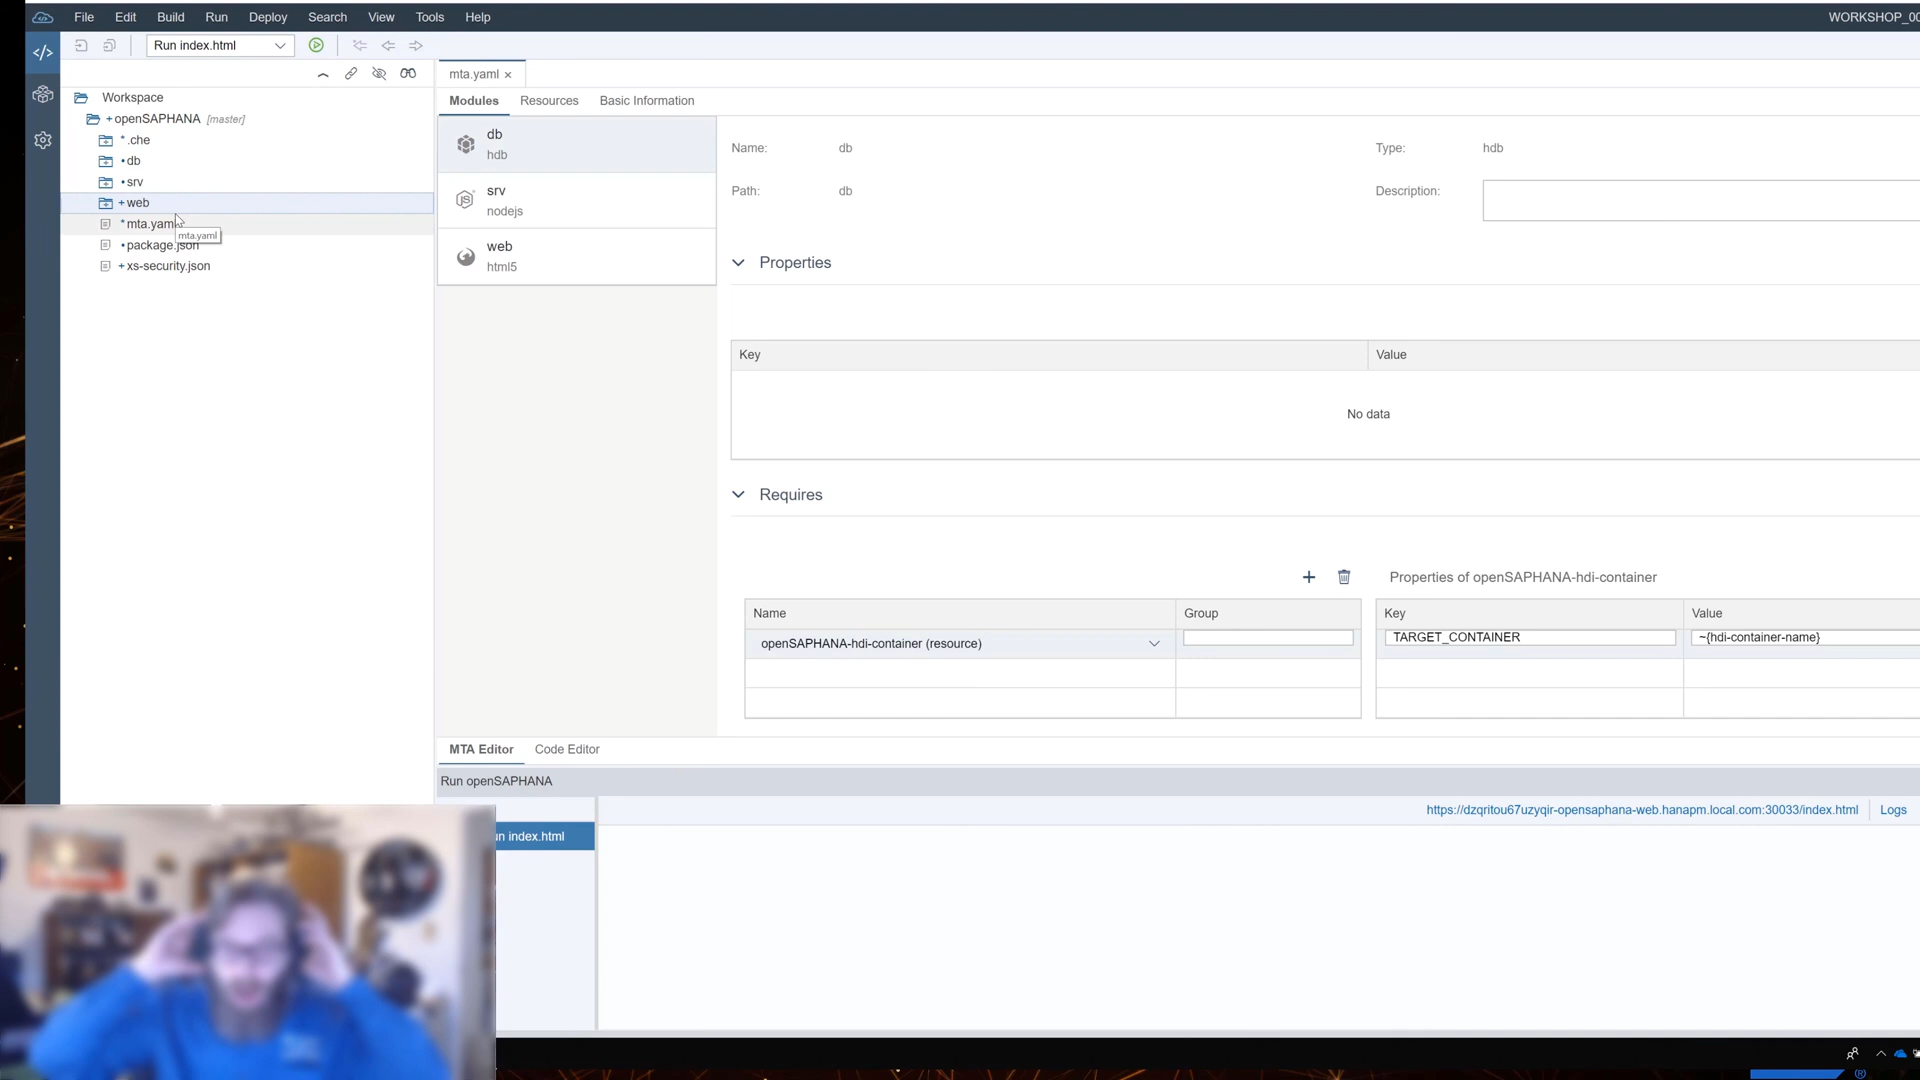 File Edit Build Run Deploy Search View Tools Help
WORKSHOP_00
Run index.html
mta.yaml ×
Workspace
Modules Resources Basic Information
+openSAPHANA [master]
* .che
•db
•srv
+web
*mta.yaml
mta.yaml
•package.json
+xs-security.json
db
hdb
srv
nodejs
web
html5
Name: db Type: hdb
Path: db Description:
Properties
Key Value
No data
Requires
Properties of openSAPHANA-hdi-container
Name Group Key Value
openSAPHANA-hdi-container (resource) TARGET_CONTAINER ~{hdi-container-name}
MTA Editor Code Editor
Run openSAPHANA
https://dzqritou67uzyqir-opensaphana-web.hanapm.local.com:30033/index.html Logs
un index.html